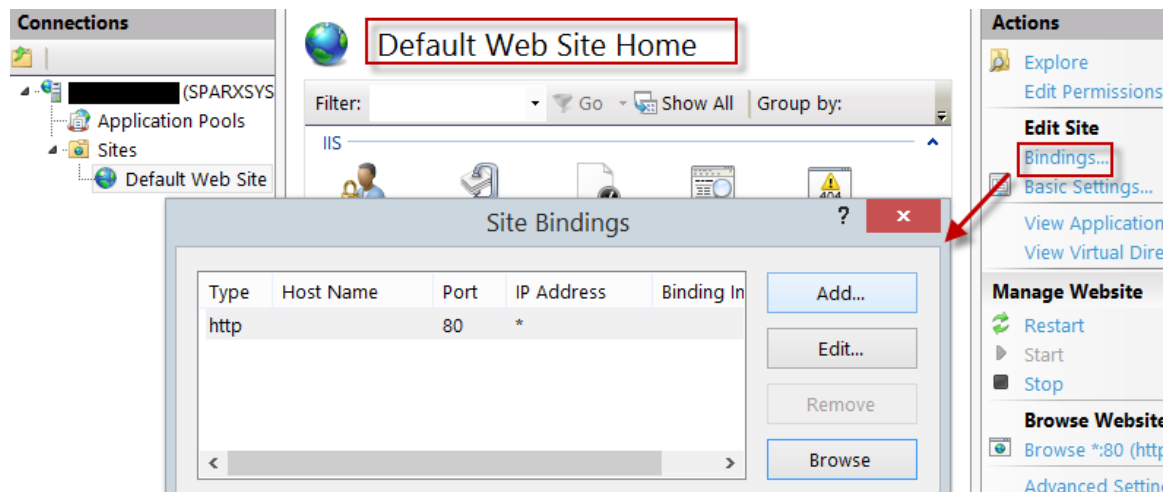 Connections
(SPARXSYS
Application Pools
Sites
Default Web Site
Default Web Site Home
Filter:
Go
Show All
Group by:
IIS
404
Site Bindings
?
x
Type Host Name Port IP Address Binding In
http 80 *
Add...
Edit...
Remove
Browse
Actions
Explore
Edit Permissions
Edit Site
Bindings...
Basic Settings...
View Application
View Virtual Dire
Manage Website
Restart
Start
Stop
Browse Website
Browse *:80 (http
Advanced Setting